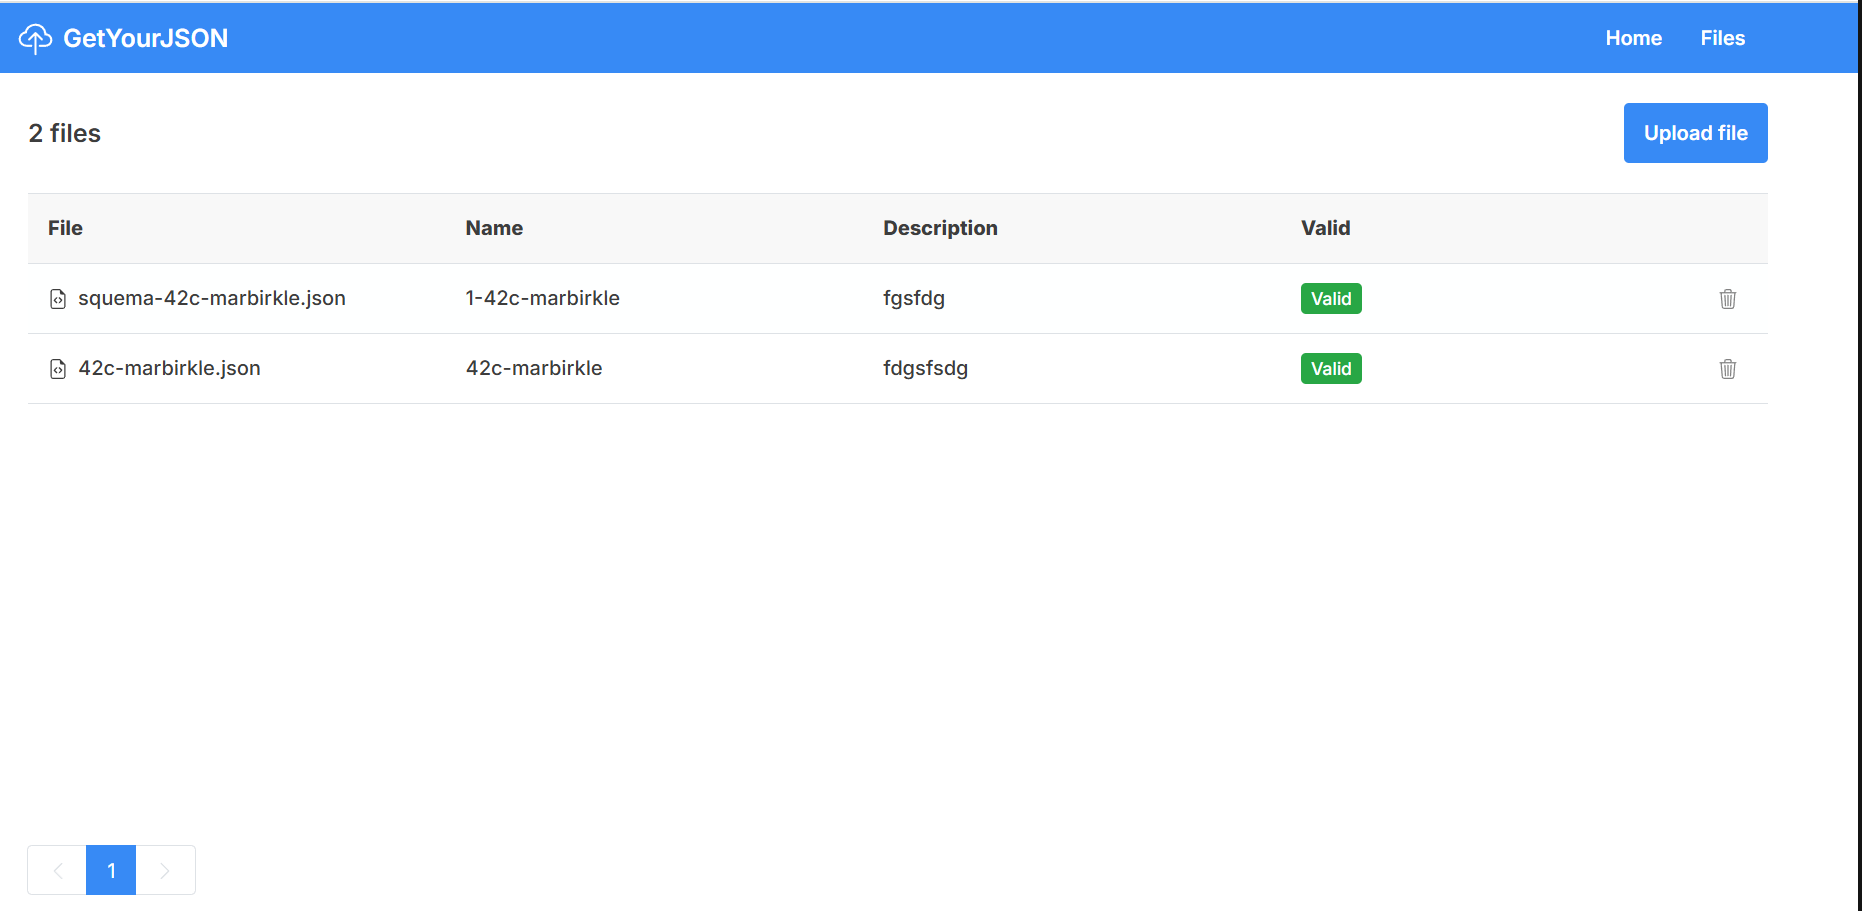 GetYourJSON Home Files
2 files Upload file
File Name Description Valid
squema-42c-marbirkle.json 1-42c-marbirkle fgsfdg Valid
42c-marbirkle.json 42c-marbirkle fdgsfsdg Valid
1